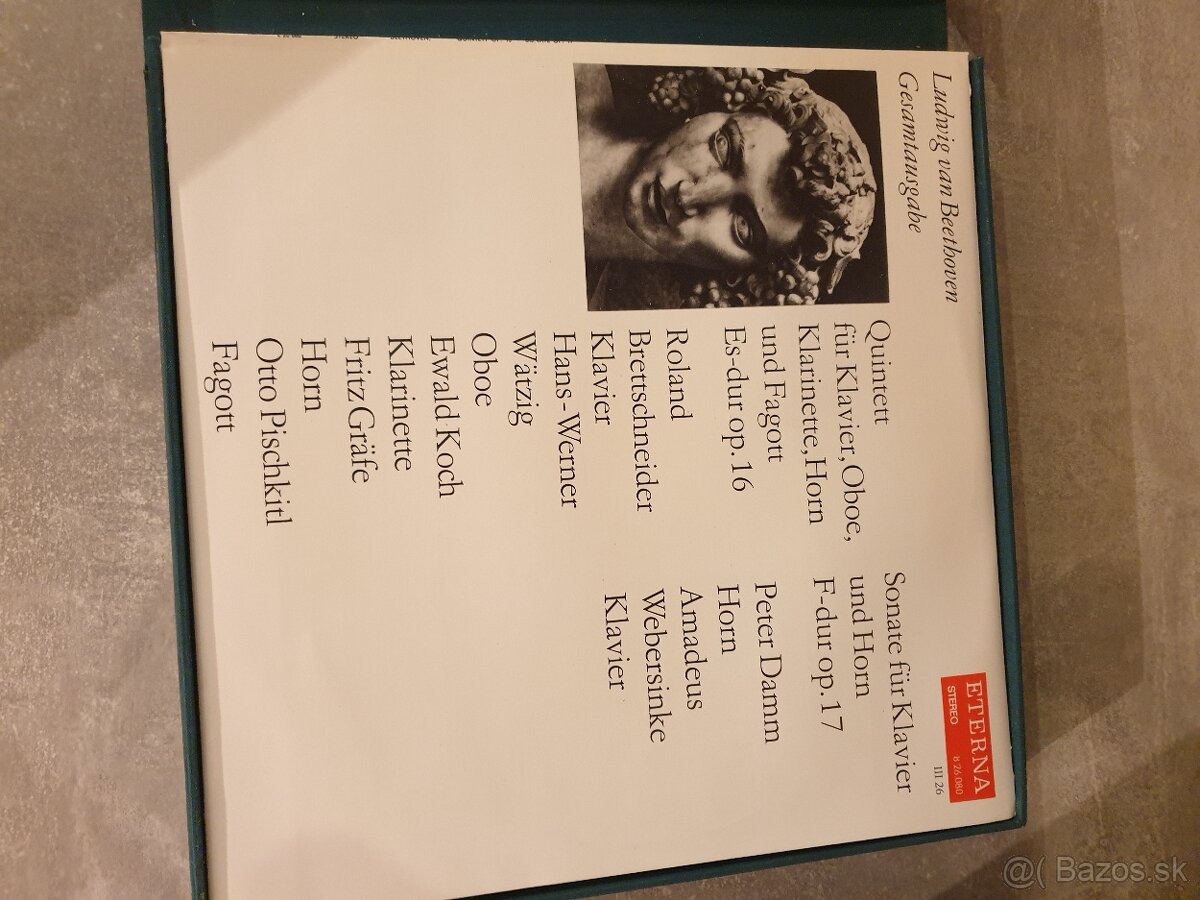 Ludwig van Beethoven
Gesamtausgabe
ETERNA
STEREO
8 26 080
III 26
Quintett
für Klavier, Oboe,
Klarinette, Horn
und Fagott
Es-dur op. 16
Roland
Brettschneider
Klavier
Hans-Werner
Wätzig
Oboe
Ewald Koch
Klarinette
Fritz Gräfe
Horn
Otto Pischkitl
Fagott
Sonate für Klavier
und Horn
F-dur op. 17
Peter Damm
Horn
Amadeus
Webersinke
Klavier
@( Bazos.sk